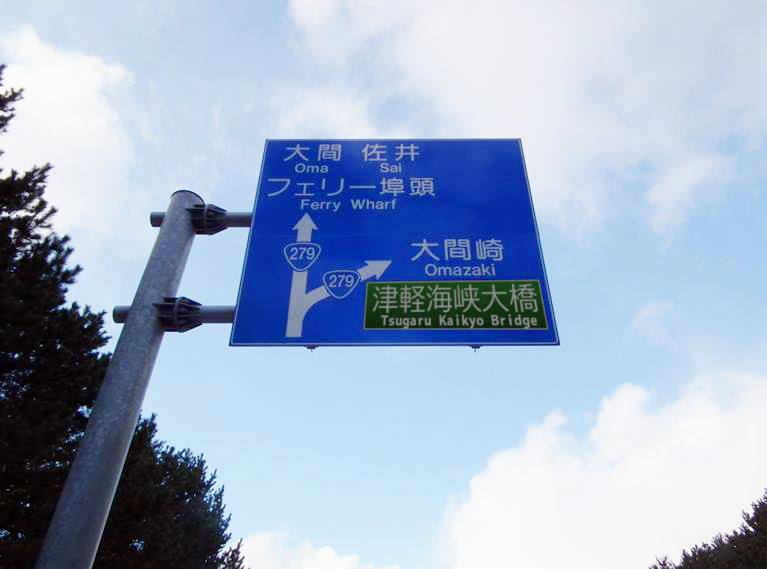 大間 佐井
Oma Sai
フェリー埠頭
Ferry Wharf
279
279
大間崎
Omazaki
津軽海峡大橋
Tsugaru Kaikyo Bridge